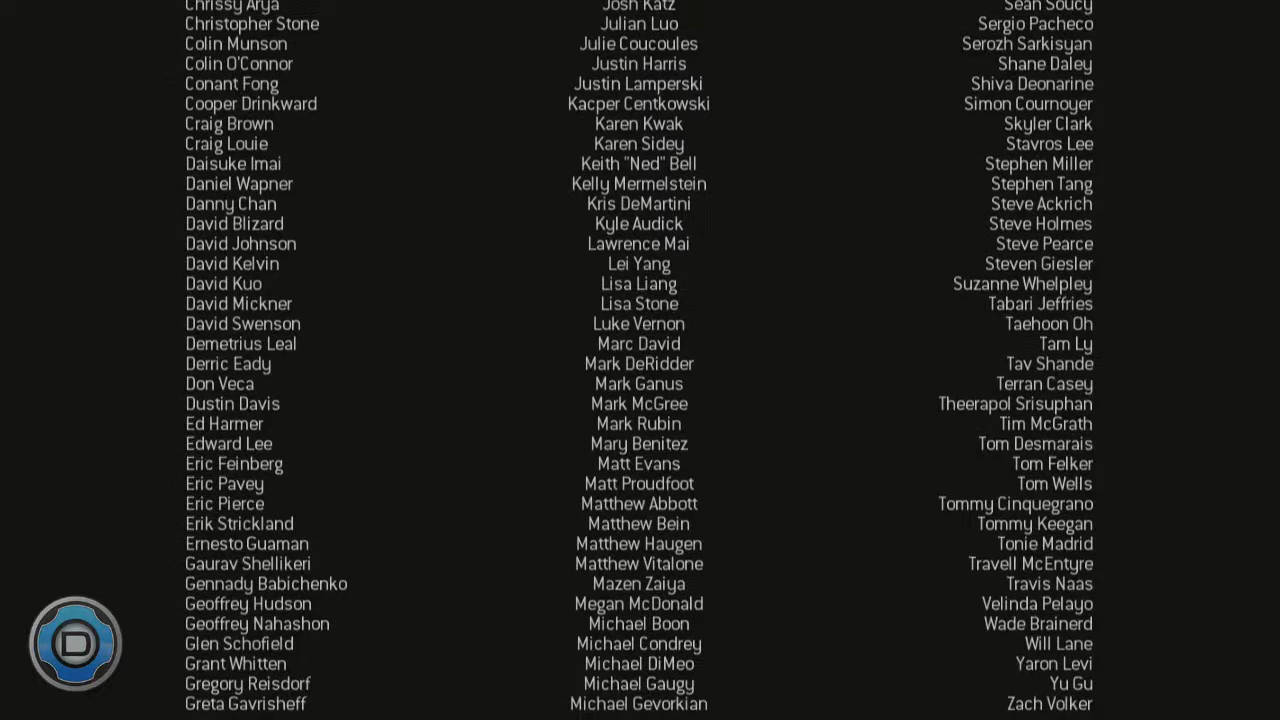 Chrissy Arya
Christopher Stone
Colin Munson
Colin O'Connor
Conant Fong
Cooper Drinkward
Craig Brown
Craig Louie
Daisuke Imai
Daniel Wapner
Danny Chan
David Blizard
David Johnson
David Kelvin
David Kuo
David Mickner
David Swenson
Demetrius Leal
Derric Eady
Don Veca
Dustin Davis
Ed Harmer
Edward Lee
Eric Feinberg
Eric Pavey
Eric Pierce
Erik Strickland
Ernesto Guaman
Gaurav Shellikeri
Gennady Babichenko
Geoffrey Hudson
Geoffrey Nahashon
Glen Schofield
Grant Whitten
Gregory Reisdorf
Greta Gavrisheff
Josh Katz
Julian Luo
Julie Coucoules
Justin Harris
Justin Lamperski
Kacper Centkowski
Karen Kwak
Karen Sidey
Keith "Ned" Bell
Kelly Mermelstein
Kris DeMartini
Kyle Audick
Lawrence Mai
Lei Yang
Lisa Liang
Lisa Stone
Luke Vernon
Marc David
Mark DeRidder
Mark Ganus
Mark McGree
Mark Rubin
Mary Benitez
Matt Evans
Matt Proudfoot
Matthew Abbott
Matthew Bein
Matthew Haugen
Matthew Vitalone
Mazen Zaiya
Megan McDonald
Michael Boon
Michael Condrey
Michael DiMeo
Michael Gaugy
Michael Gevorkian
Sean Soucy
Sergio Pacheco
Serozh Sarkisyan
Shane Daley
Shiva Deonarine
Simon Cournoyer
Skyler Clark
Stavros Lee
Stephen Miller
Stephen Tang
Steve Ackrich
Steve Holmes
Steve Pearce
Steven Giesler
Suzanne Whelpley
Tabari Jeffries
Taehoon Oh
Tam Ly
Tav Shande
Terran Casey
Theerapol Srisuphan
Tim McGrath
Tom Desmarais
Tom Felker
Tom Wells
Tommy Cinquegrano
Tommy Keegan
Tonie Madrid
Travell McEntyre
Travis Naas
Velinda Pelayo
Wade Brainerd
Will Lane
Yaron Levi
Yu Gu
Zach Volker
D